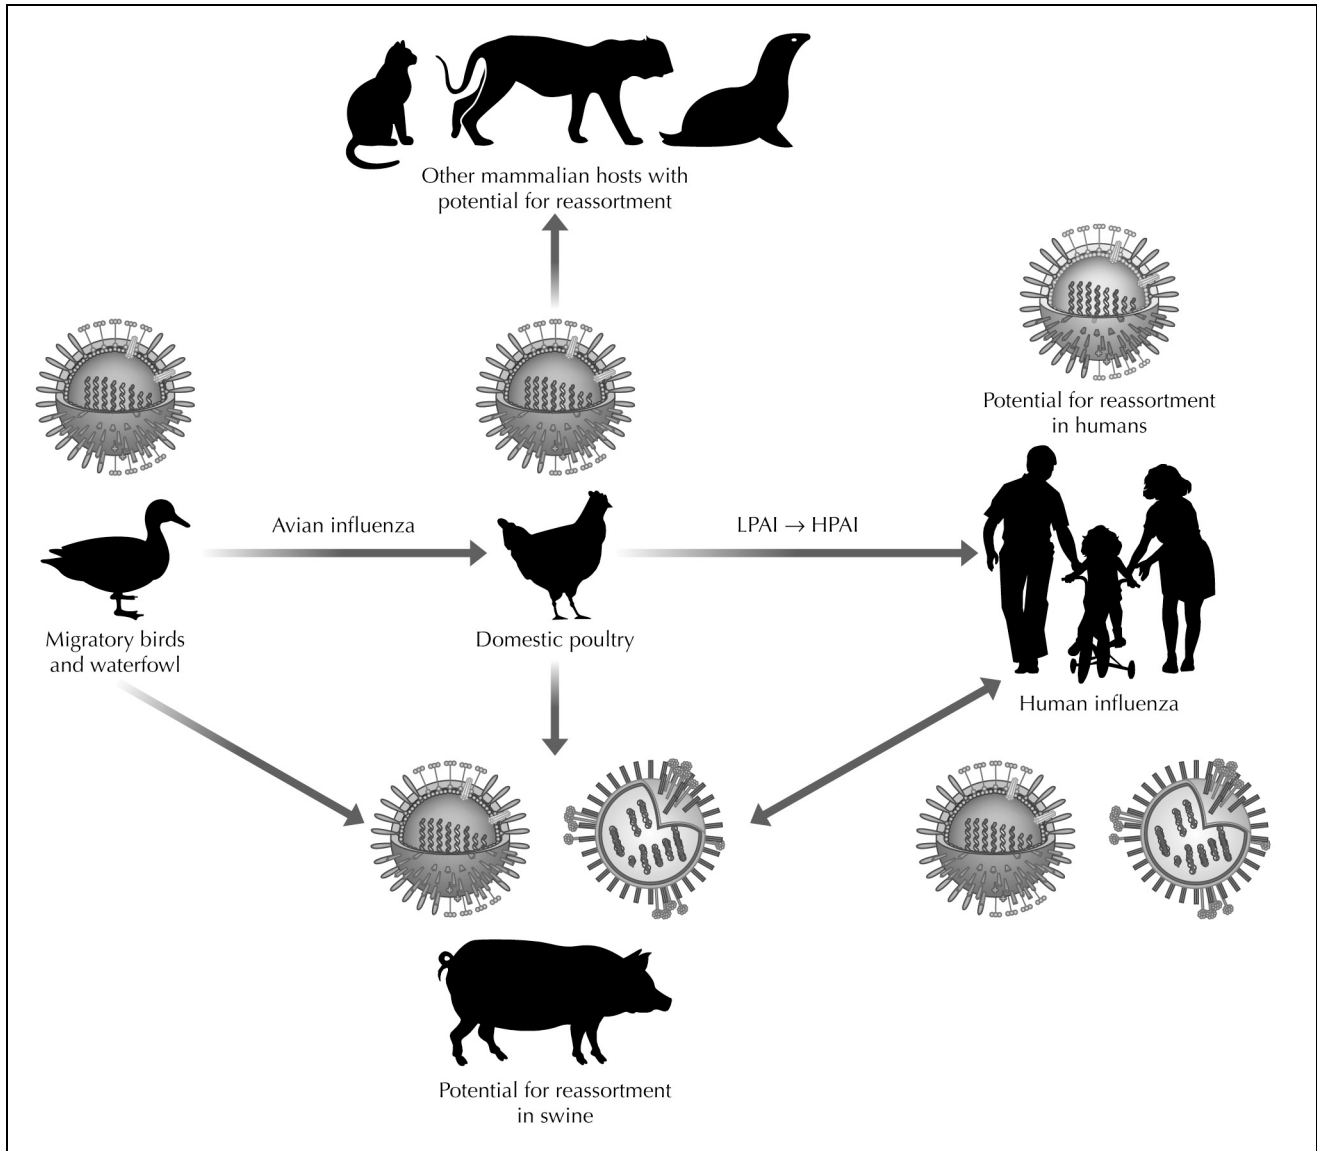 Other mammalian hosts with
potential for reassortment
Potential for reassortment
in humans
Avian influenza
LPAI → HPAI
Migratory birds
and waterfowl
Domestic poultry
Human influenza
Potential for reassortment
in swine